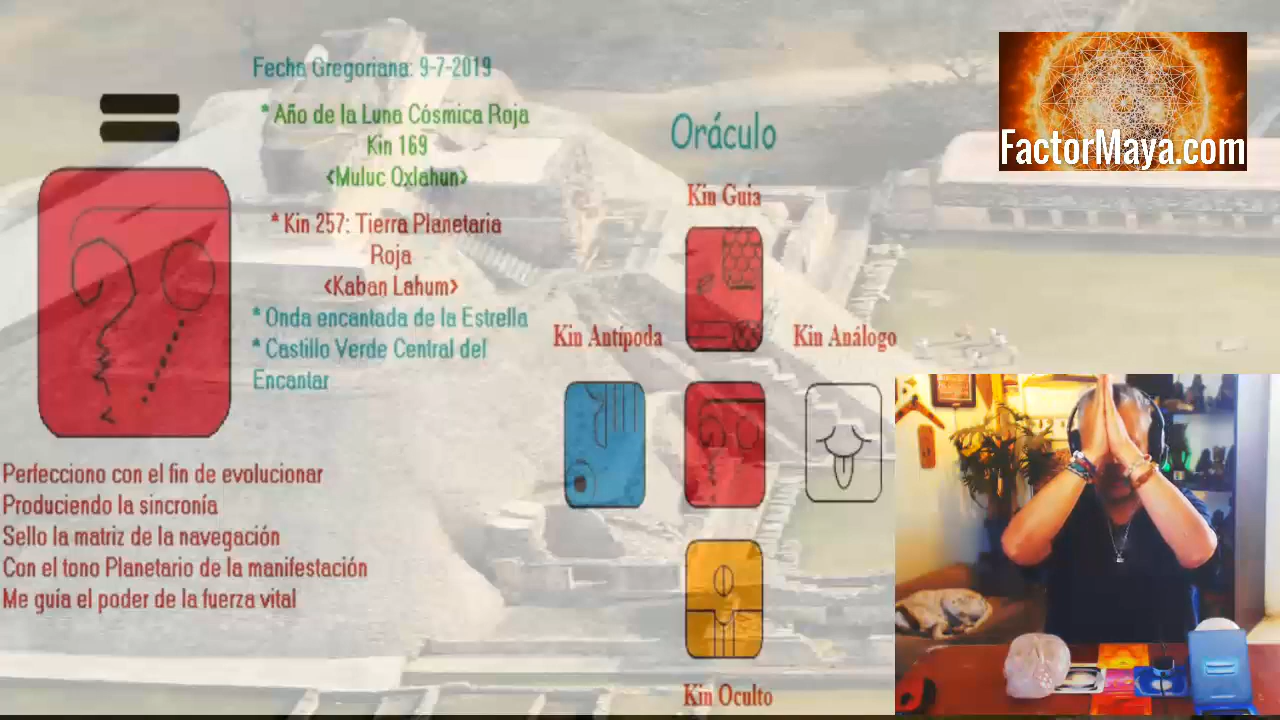 Fecha Gregoriana: 9-7-2019
* Año de la Luna Cósmica Roja
Kin 169
<Muluc Oxlahun>
* Kin 257: Tierra Planetaria
Roja
<Kaban Lahum>
* Onda encantada de la Estrella
* Castillo Verde Central del
Encantar
Perfecciono con el fin de evolucionar
Produciendo la sincronía
Sello la matriz de la navegación
Con el tono Planetario de la manifestación
Me guía el poder de la fuerza vital
Oráculo
Kin Guia
Kin Antípoda
Kin Análogo
Kin Oculto
FactorMaya.com